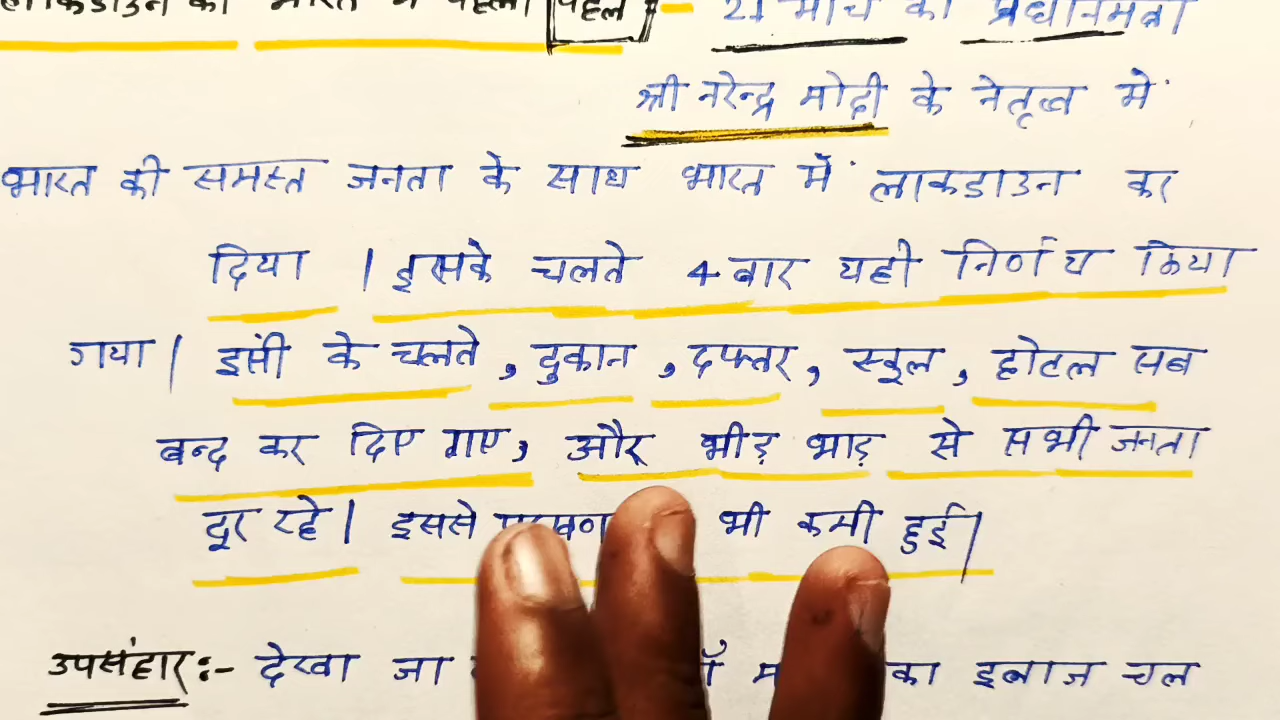 लाकडाउन का भारत में पहला पहल :- 21 मार्च को प्रधानमंत्री
श्री नरेन्द्र मोदी के नेतृत्व में
भारत की समस्त जनता के साथ भारत में लाकडाउन कर
दिया | इसके चलते 4 बार यही निर्णय किया
गया | इसी के चलते , दुकान , दफ्तर , स्कूल , होटल सब
बन्द कर दिए गए, और भीड़ भाड़ से सभी जनता
दूर रहे | इससे भी कमी हुई |
उपसंहार :- देखा जा का इलाज चल